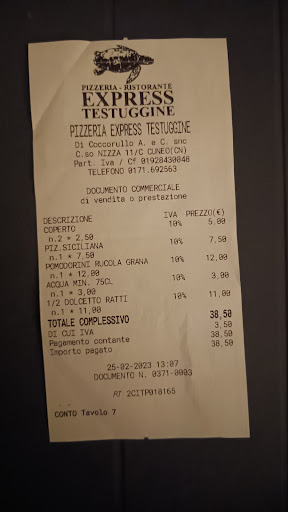 PIZZERIA - RISTORANTE
EXPRESS
TESTUGGINE
PIZZERIA EXPRESS TESTUGGINE
Di Coccorullo A. e C. snc
C.so NIZZA 11/C CUNEO(CN)
Part. Iva / Cf 01928430048
TELEFONO 0171.692563
DOCUMENTO COMMERCIALE
di vendita o prestazione
DESCRIZIONE IVA PREZZO(€)
COPERTO 10% 5,00
n.2 * 2,50
PIZ.SICILIANA 10% 7,50
n.1 * 7,50
POMODORINI RUCOLA GRANA 10% 12,00
n.1 * 12,00
ACQUA MIN. 75CL 10% 3,00
n.1 * 3,00
1/2 DOLCETTO RATTI 10% 11,00
n.1 * 11,00
TOTALE COMPLESSIVO 38,50
DI CUI IVA 3,50
Pagamento contante 38,50
Importo pagato 38,50
25-02-2023 13:07
DOCUMENTO N. 0371-0003
RT 2CITP018165
CONTO Tavolo 7